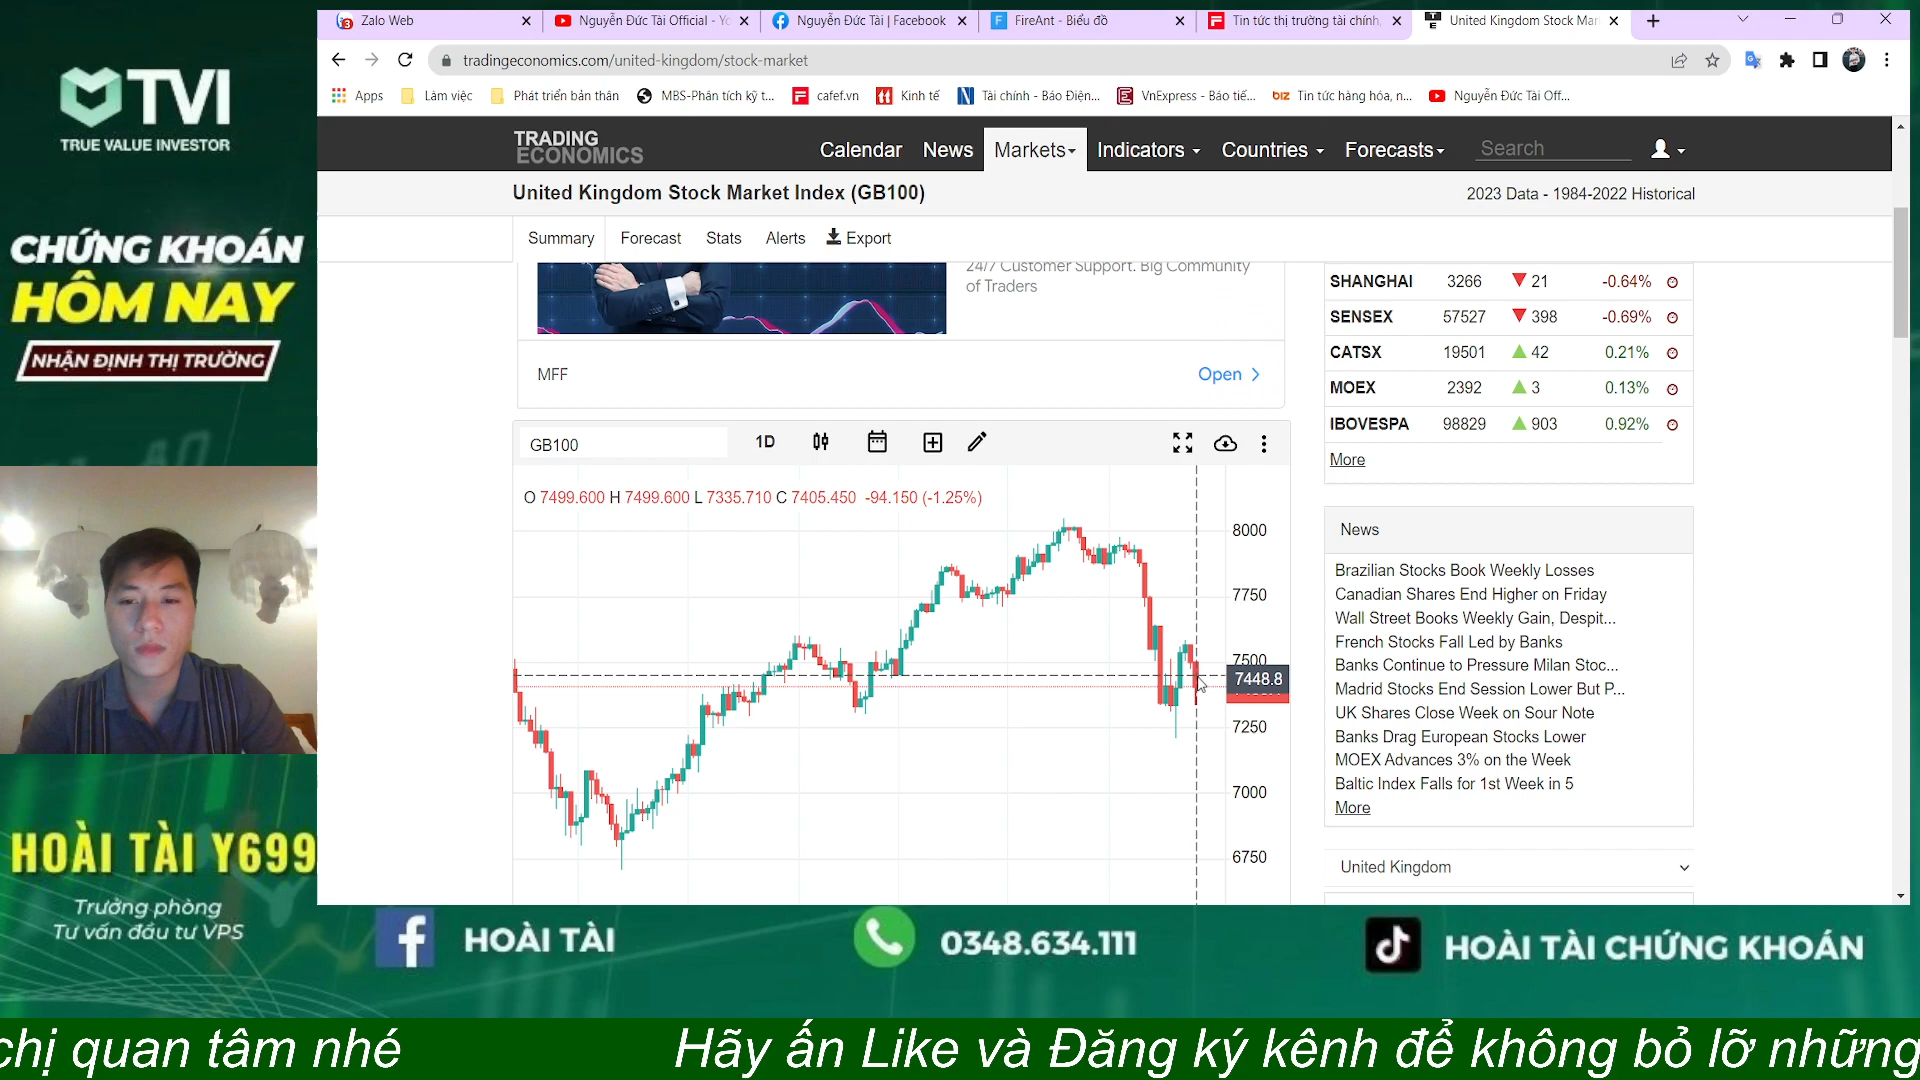 TVI
TRUE VALUE INVESTOR
CHỨNG KHOÁN
HÔM NAY
NHẬN ĐỊNH THỊ TRƯỜNG
HOÀI TÀI Y699
Trưởng phòng
Tư vấn đầu tư VPS
Zalo Web
Nguyễn Đức Tài Official - Yo
Nguyễn Đức Tài | Facebook
FireAnt - Biểu đồ
Tin tức thị trường tài chính,
United Kingdom Stock Mar
tradingeconomics.com/united-kingdom/stock-market
Apps
Làm việc
Phát triển bản thân
MBS-Phân tích kỹ t...
cafef.vn
Kinh tế
Tài chính - Báo Điện...
VnExpress - Báo tiế...
Tin tức hàng hóa, n...
Nguyễn Đức Tài Off...
TRADING
ECONOMICS
Calendar News Markets Indicators Countries Forecasts Search
United Kingdom Stock Market Index (GB100)
2023 Data - 1984-2022 Historical
Summary Forecast Stats Alerts Export
24/7 Customer Support. Big Community
of Traders
MFF
Open
GB100 1D
O 7499.600 H 7499.600 L 7335.710 C 7405.450 -94.150 (-1.25%)
8000
7750
7500
7448.8
7250
7000
6750
SHANGHAI 3266 21 -0.64%
SENSEX 57527 398 -0.69%
CATSX 19501 42 0.21%
MOEX 2392 3 0.13%
IBOVESPA 98829 903 0.92%
More
News
Brazilian Stocks Book Weekly Losses
Canadian Shares End Higher on Friday
Wall Street Books Weekly Gain, Despit...
French Stocks Fall Led by Banks
Banks Continue to Pressure Milan Stoc...
Madrid Stocks End Session Lower But P...
UK Shares Close Week on Sour Note
Banks Drag European Stocks Lower
MOEX Advances 3% on the Week
Baltic Index Falls for 1st Week in 5
More
United Kingdom
HOÀI TÀI
0348.634.111
HOÀI TÀI CHỨNG KHOÁN
chị quan tâm nhé Hãy ấn Like và Đăng ký kênh để không bỏ lỡ những